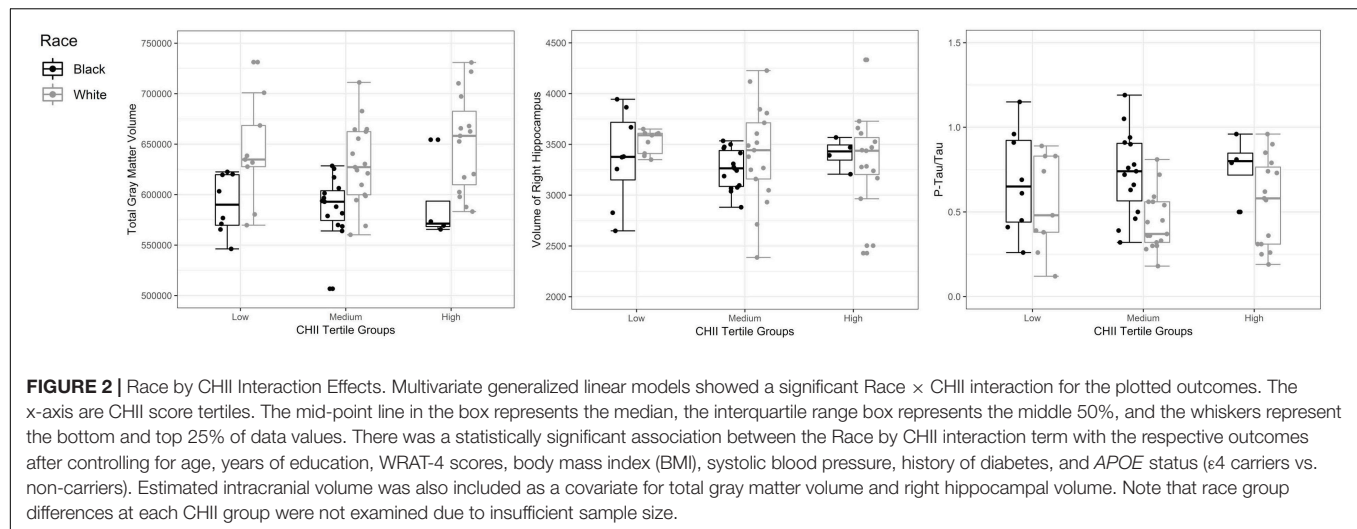 Race
Black
White
Total Gray Matter Volume
750000
700000
650000
600000
550000
500000
Low
Medium
High
CHII Tertile Groups
Volume of Right Hippocampus
4500
4000
3500
3000
2500
2000
Low
Medium
High
CHII Tertile Groups
P-Tau/Tau
1.5
1.0
0.5
0.0
Low
Medium
High
CHII Tertile Groups
FIGURE 2 | Race by CHII Interaction Effects. Multivariate generalized linear models showed a significant Race × CHII interaction for the plotted outcomes. The
x-axis are CHII score tertiles. The mid-point line in the box represents the median, the interquartile range box represents the middle 50%, and the whiskers represent
the bottom and top 25% of data values. There was a statistically significant association between the Race by CHII interaction term with the respective outcomes
after controlling for age, years of education, WRAT-4 scores, body mass index (BMI), systolic blood pressure, history of diabetes, and APOE status (ε4 carriers vs.
non-carriers). Estimated intracranial volume was also included as a covariate for total gray matter volume and right hippocampal volume. Note that race group
differences at each CHII group were not examined due to insufficient sample size.